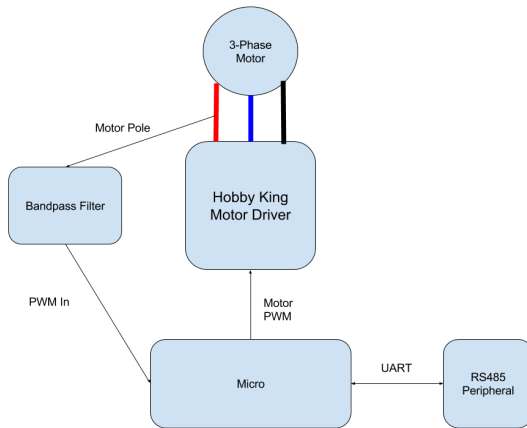 3-Phase
Motor
Motor Pole
Bandpass Filter
Hobby King
Motor Driver
PWM In
Motor
PWM
Micro
UART
RS485
Peripheral